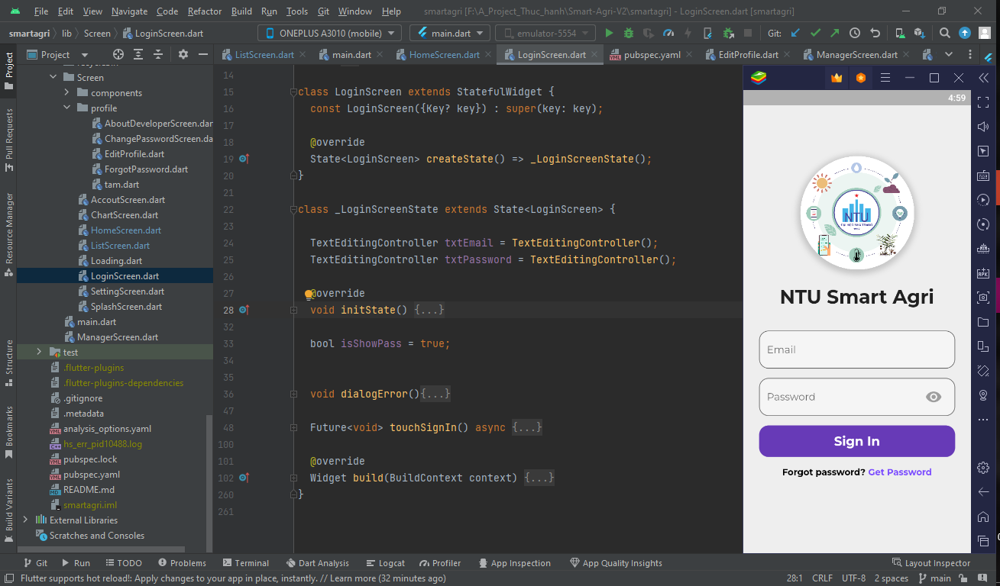 File Edit View Navigate Code Refactor Build Run Tools Git Window Help smartagri [F:\A_Project_Thuc_hanh\Smart-Agri-V2\smartagri] - LoginScreen.dart [smartagri]
smartagri lib Screen LoginScreen.dart ONEPLUS A3010 (mobile) main.dart emulator-5554 Git:
Project ListScreen.dart main.dart HomeScreen.dart LoginScreen.dart pubspec.yaml EditProfile.dart ManagerScreen.dart
Project
Pull Requests
Resource Manager
Structure
Bookmarks
Build Variants
Screen
components
profile
AboutDeveloperScreen.dar
ChangePasswordScreen.da
EditProfile.dart
ForgotPassword.dart
tam.dart
AccoutScreen.dart
ChartScreen.dart
HomeScreen.dart
ListScreen.dart
Loading.dart
LoginScreen.dart
SettingScreen.dart
SplashScreen.dart
main.dart
ManagerScreen.dart
test
.flutter-plugins
.flutter-plugins-dependencies
.gitignore
.metadata
analysis_options.yaml
hs_err_pid10488.log
pubspec.lock
pubspec.yaml
README.md
smartagri.iml
External Libraries
Scratches and Consoles
14
15 class LoginScreen extends StatefulWidget {
16 const LoginScreen({Key? key}) : super(key: key);
17
18 @override
19 State<LoginScreen> createState() => _LoginScreenState();
20 }
21
22 class _LoginScreenState extends State<LoginScreen> {
23
24 TextEditingController txtEmail = TextEditingController();
25 TextEditingController txtPassword = TextEditingController();
26
27 @override
28 void initState() {...}
32
33 bool isShowPass = true;
34
35
36 void dialogError(){...}
47
48 Future<void> touchSignIn() async {...}
100
101 @override
102 Widget build(BuildContext context) {...}
260 }
261
4:59
NTU
NTU Smart Agri
Email
Password
Sign In
Forgot password? Get Password
Git Run TODO Problems Terminal Dart Analysis Logcat Profiler App Inspection App Quality Insights Layout Inspector
Flutter supports hot reload!: Apply changes to your app in place, instantly. // Learn more (32 minutes ago) 28:1 CRLF UTF-8 2 spaces main